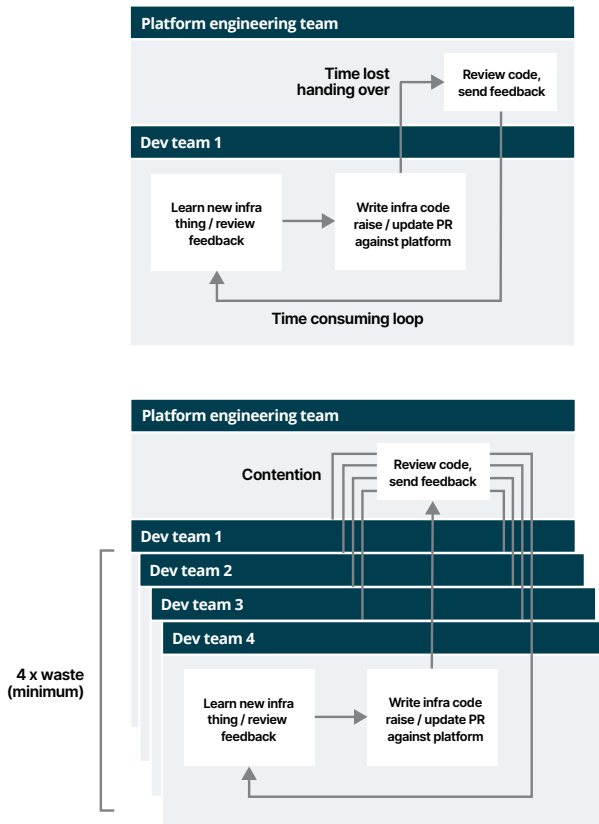 Platform engineering team
Time lost
handing over
Review code,
send feedback
Dev team 1
Learn new infra
thing / review
feedback
Write infra code
raise / update PR
against platform
Time consuming loop
Platform engineering team
Contention
Review code,
send feedback
Dev team 1
Dev team 2
Dev team 3
Dev team 4
4 x waste
(minimum)
Learn new infra
thing / review
feedback
Write infra code
raise / update PR
against platform